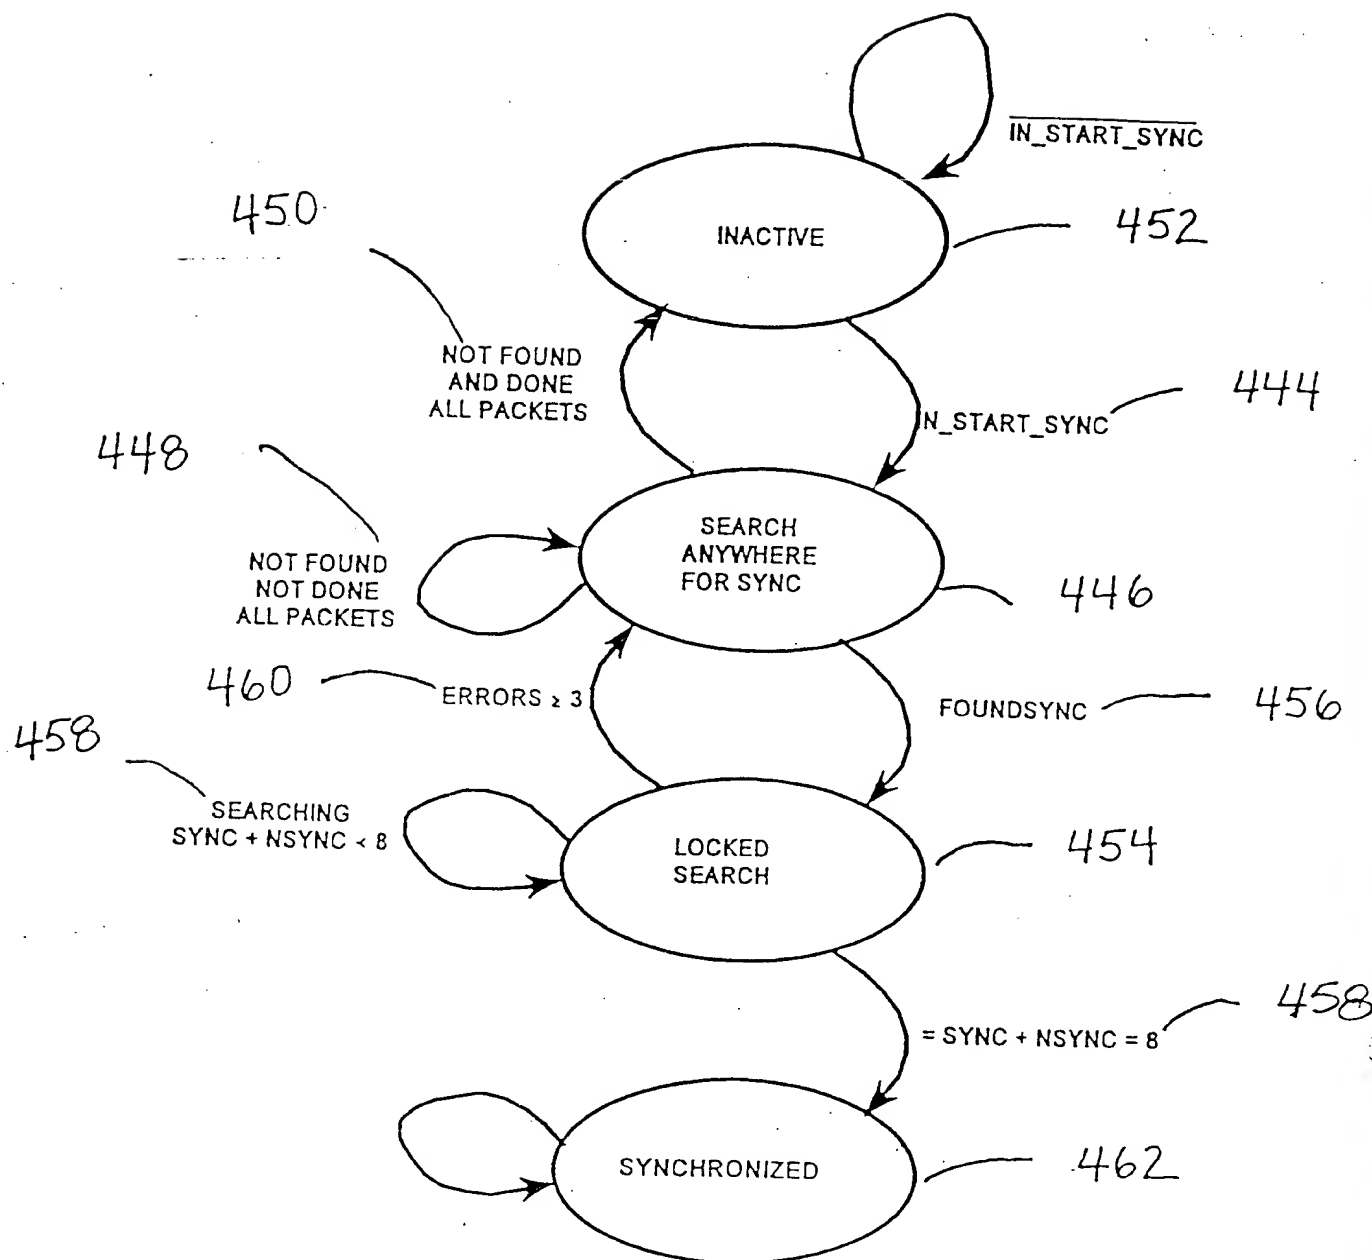 IN_START_SYNC
450
INACTIVE
452
NOT FOUND
AND DONE
ALL PACKETS
444
N_START_SYNC
448
SEARCH
ANYWHERE
FOR SYNC
NOT FOUND
NOT DONE
ALL PACKETS
446
460
ERRORS ≥ 3
FOUNDSYNC
456
458
SEARCHING
SYNC + NSYNC < 8
LOCKED
SEARCH
454
458
= SYNC + NSYNC = 8
SYNCHRONIZED
462